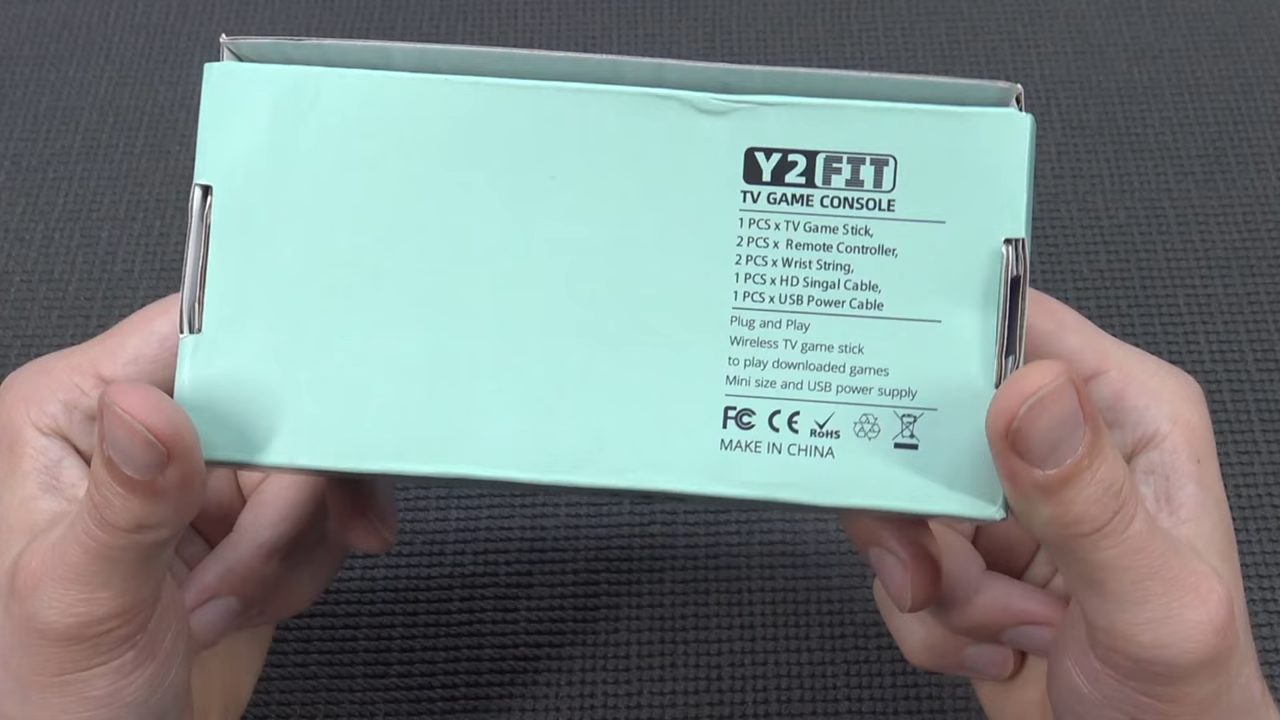 Y2 FIT
TV GAME CONSOLE
1 PCS x TV Game Stick,
2 PCS x Remote Controller,
2 PCS x Wrist String,
1 PCS x HD Singal Cable,
1 PCS x USB Power Cable
Plug and Play
Wireless TV game stick
to play downloaded games
Mini size and USB power supply
FC CE RoHS
MAKE IN CHINA